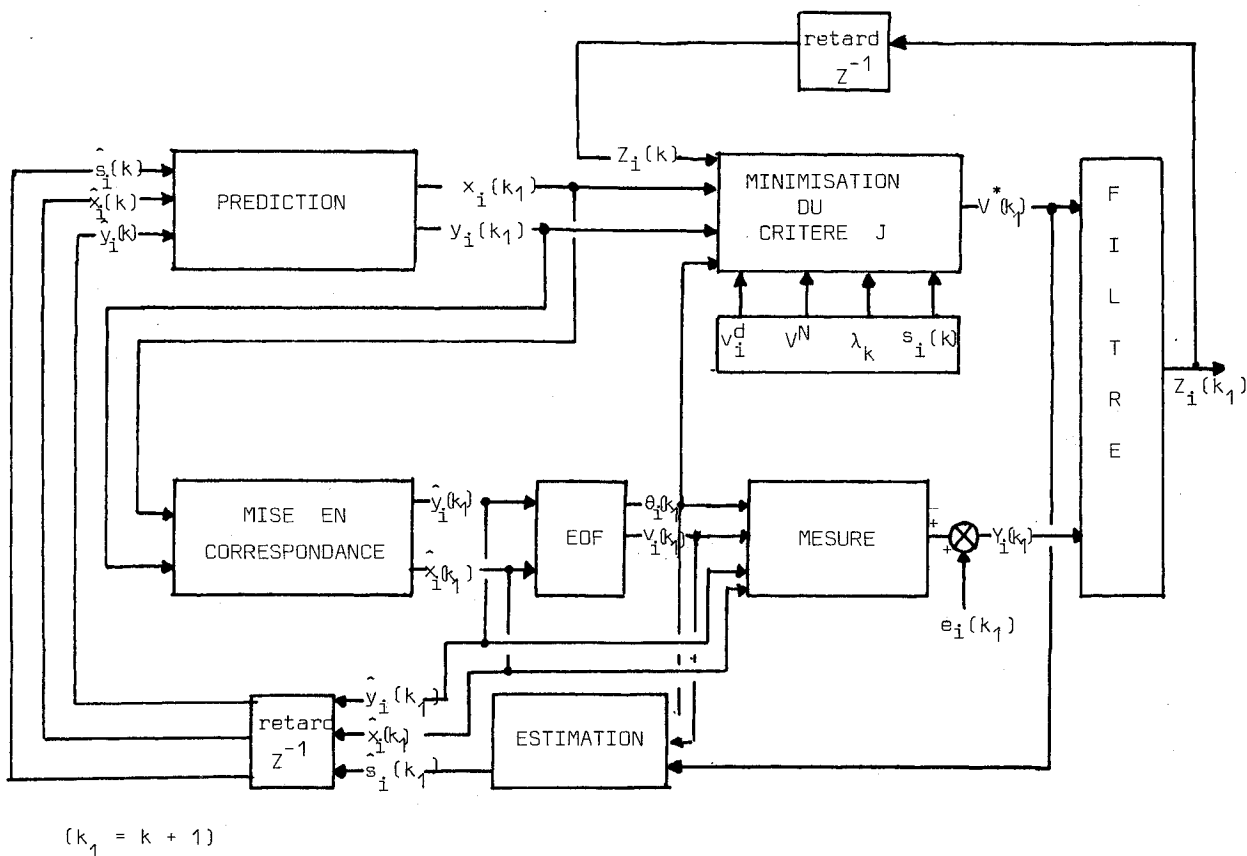 retard
Z⁻¹
ŝᵢ(k)
x̂ᵢ(k)
ŷᵢ(k)
PREDICTION
xᵢ(k₁)
yᵢ(k₁)
Zᵢ(k)
MINIMISATION
DU
CRITERE J
V*(k₁)
vᵢᵈ Vᴺ λₖ sᵢ(k)
F
I
L
T
R
E
Zᵢ(k₁)
MISE EN
CORRESPONDANCE
ŷᵢ(k₁)
x̂ᵢ(k₁)
EOF
θᵢ(k₁)
vᵢ(k₁)
MESURE
+
+
Yᵢ(k₁)
eᵢ(k₁)
retard
Z⁻¹
ŷᵢ(k₁)
x̂ᵢ(k₁)
ŝᵢ(k₁)
ESTIMATION
(k₁ = k + 1)